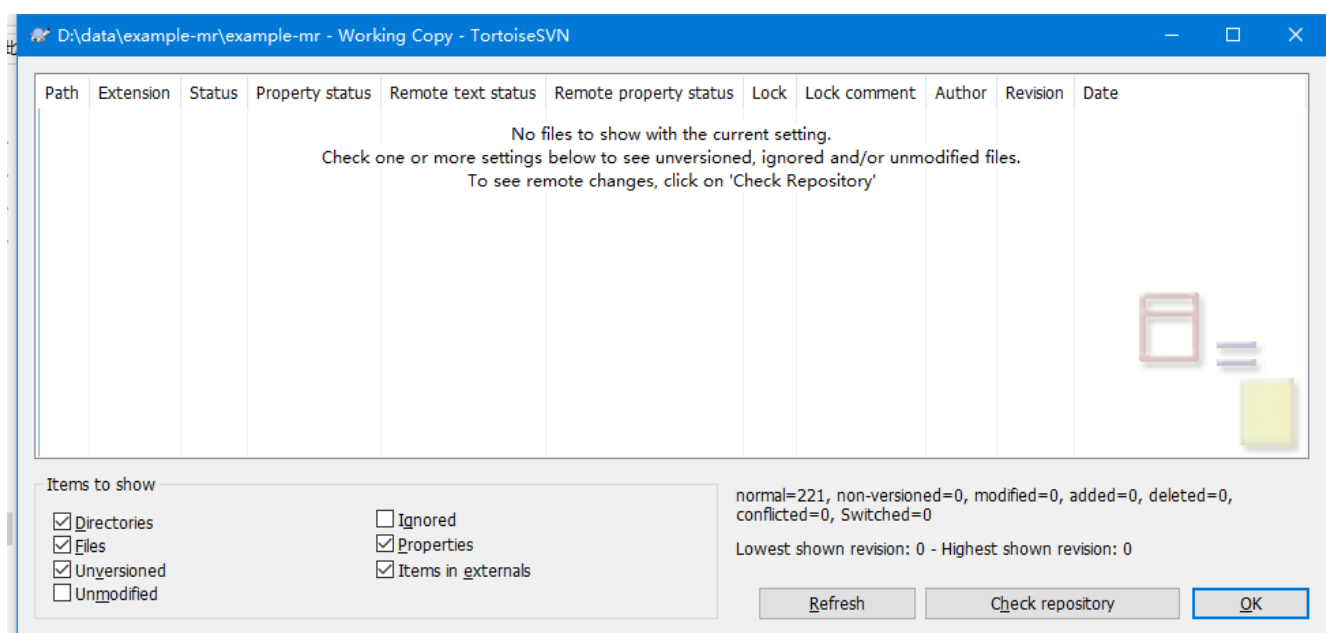 D:\data\example-mr\example-mr - Working Copy - TortoiseSVN
Path Extension Status Property status Remote text status Remote property status Lock Lock comment Author Revision Date
No files to show with the current setting.
Check one or more settings below to see unversioned, ignored and/or unmodified files.
To see remote changes, click on 'Check Repository'
Items to show
Directories
Files
Unversioned
Unmodified
Ignored
Properties
Items in externals
normal=221, non-versioned=0, modified=0, added=0, deleted=0,
conflicted=0, Switched=0
Lowest shown revision: 0 - Highest shown revision: 0
Refresh
Check repository
OK